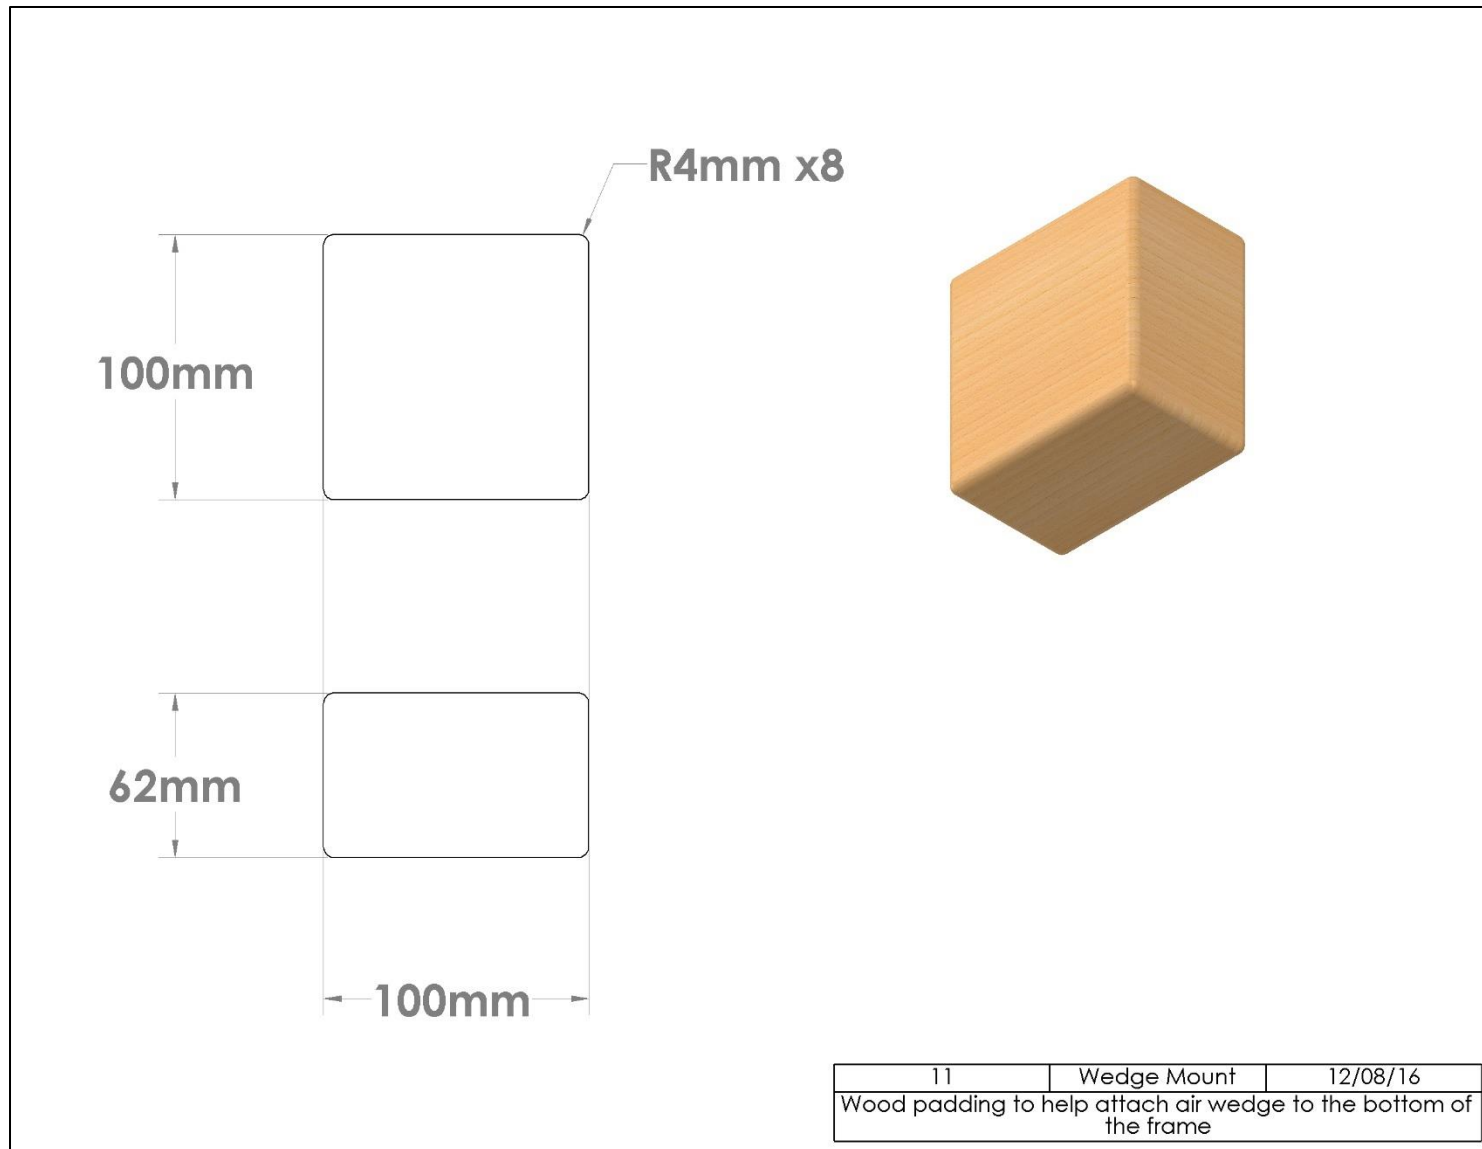 R4mm x8
100mm
62mm
100mm
11 Wedge Mount 12/08/16
Wood padding to help attach air wedge to the bottom of
the frame